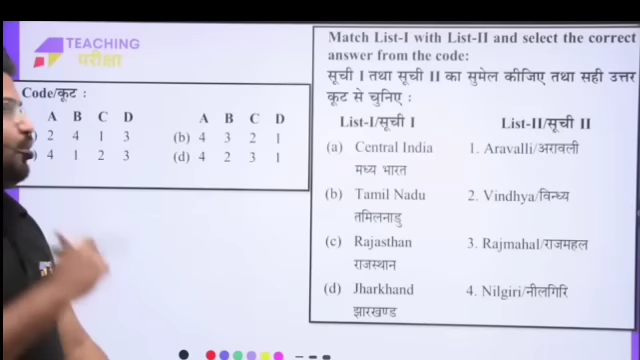 TEACHING
परीक्षा
Code/कूट :
A B C D A B C D
2 4 1 3 (b) 4 3 2 1
4 1 2 3 (d) 4 2 3 1
Match List-I with List-II and select the correct
answer from the code:
सूची I तथा सूची II का सुमेल कीजिए तथा सही उत्तर
कूट से चुनिए :
List-I/सूची I List-II/सूची II
(a) Central India 1. Aravalli/अरावली
मध्य भारत
(b) Tamil Nadu 2. Vindhya/विन्ध्य
तमिलनाडु
(c) Rajasthan 3. Rajmahal/राजमहल
राजस्थान
(d) Jharkhand 4. Nilgiri/नीलगिरि
झारखण्ड